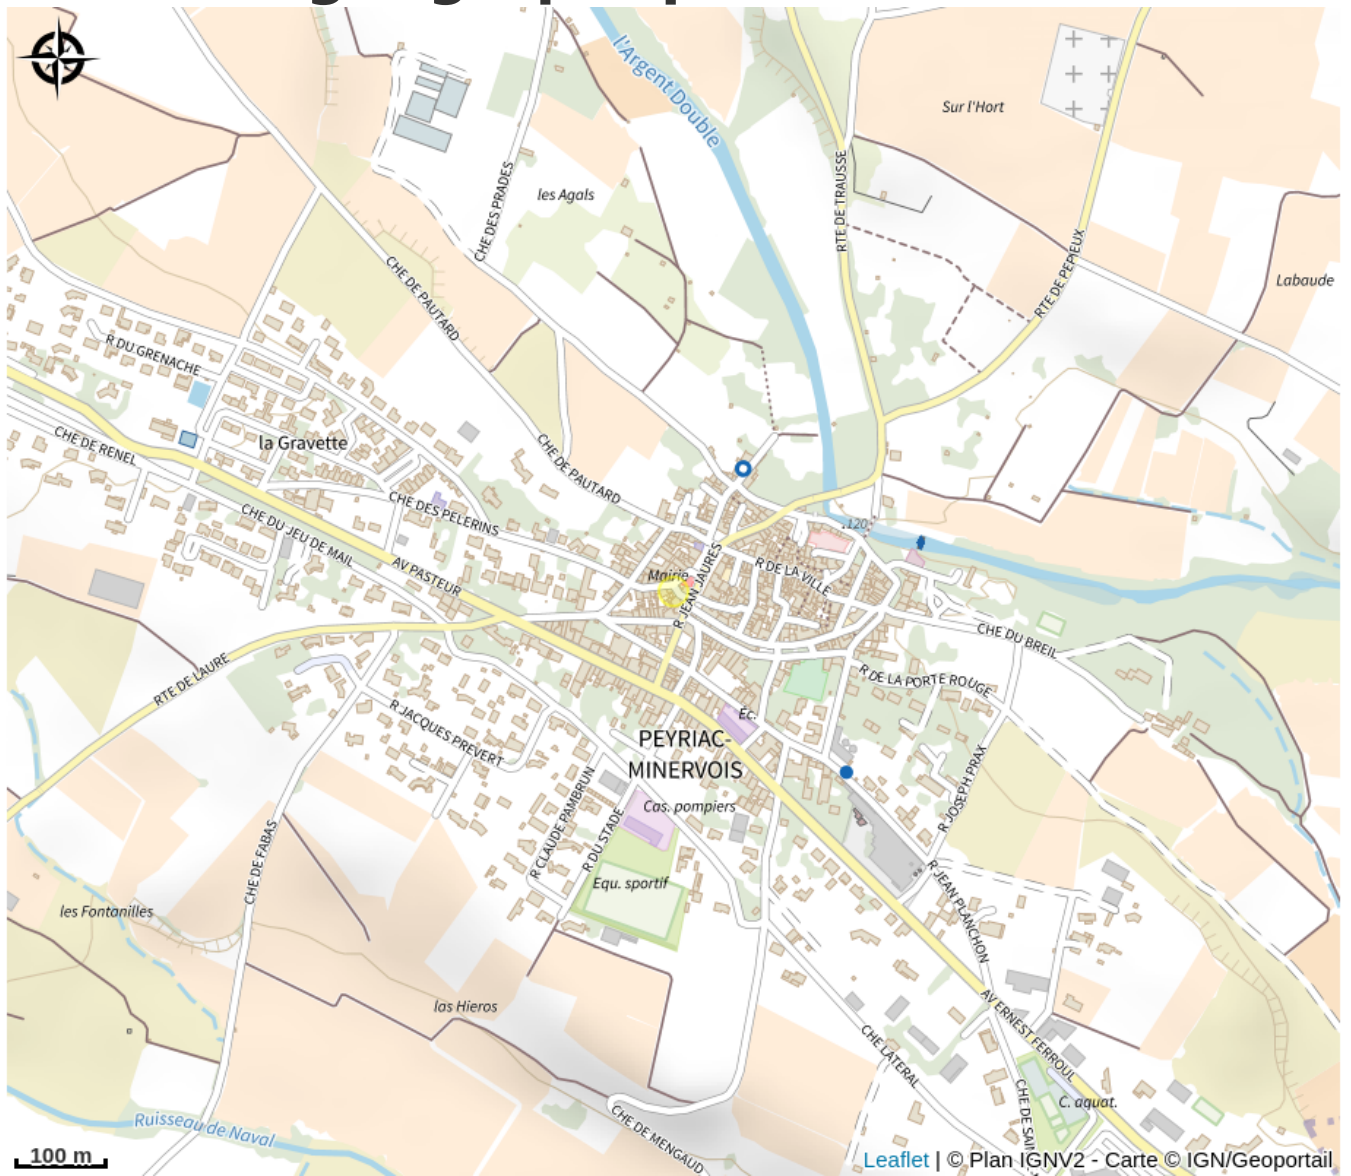 l'Argent Double
Sur l'Hort
RTE DE TRAUSSE
CHE DES PRADES
les Agals
RTE DE PEPIEUX
Labaude
CHE DE PAUTARD
R DU GRENACHE
CHE DE RENEL
la Gravette
CHE DE PAUTARD
CHE DES PELERINS
CHE DU JEU DE MAIL
.120
AV PASTEUR
Mairie
R JEAN JAURES
R DE LA VILLE
CHE DU BREIL
RTE DE LAURE
R DE LA PORTE ROUGE
R JACQUES PREVERT
Éc.
PEYRIAC-
MINERVOIS
R JOSEPH PRAX
Cas. pompiers
R CLAUDE PAMBRUN
R DU STADE
CHE DE FABAS
Equ. sportif
R JEAN PLANCHON
les Fontanilles
las Hieros
AV ERNEST FERROUL
CHE LATERAL
C. aquat.
CHE DE SAIN
Ruisseau de Naval
CHE DE MENGAUD
100 m
Leaflet | © Plan IGNV2 - Carte © IGN/Geoportail